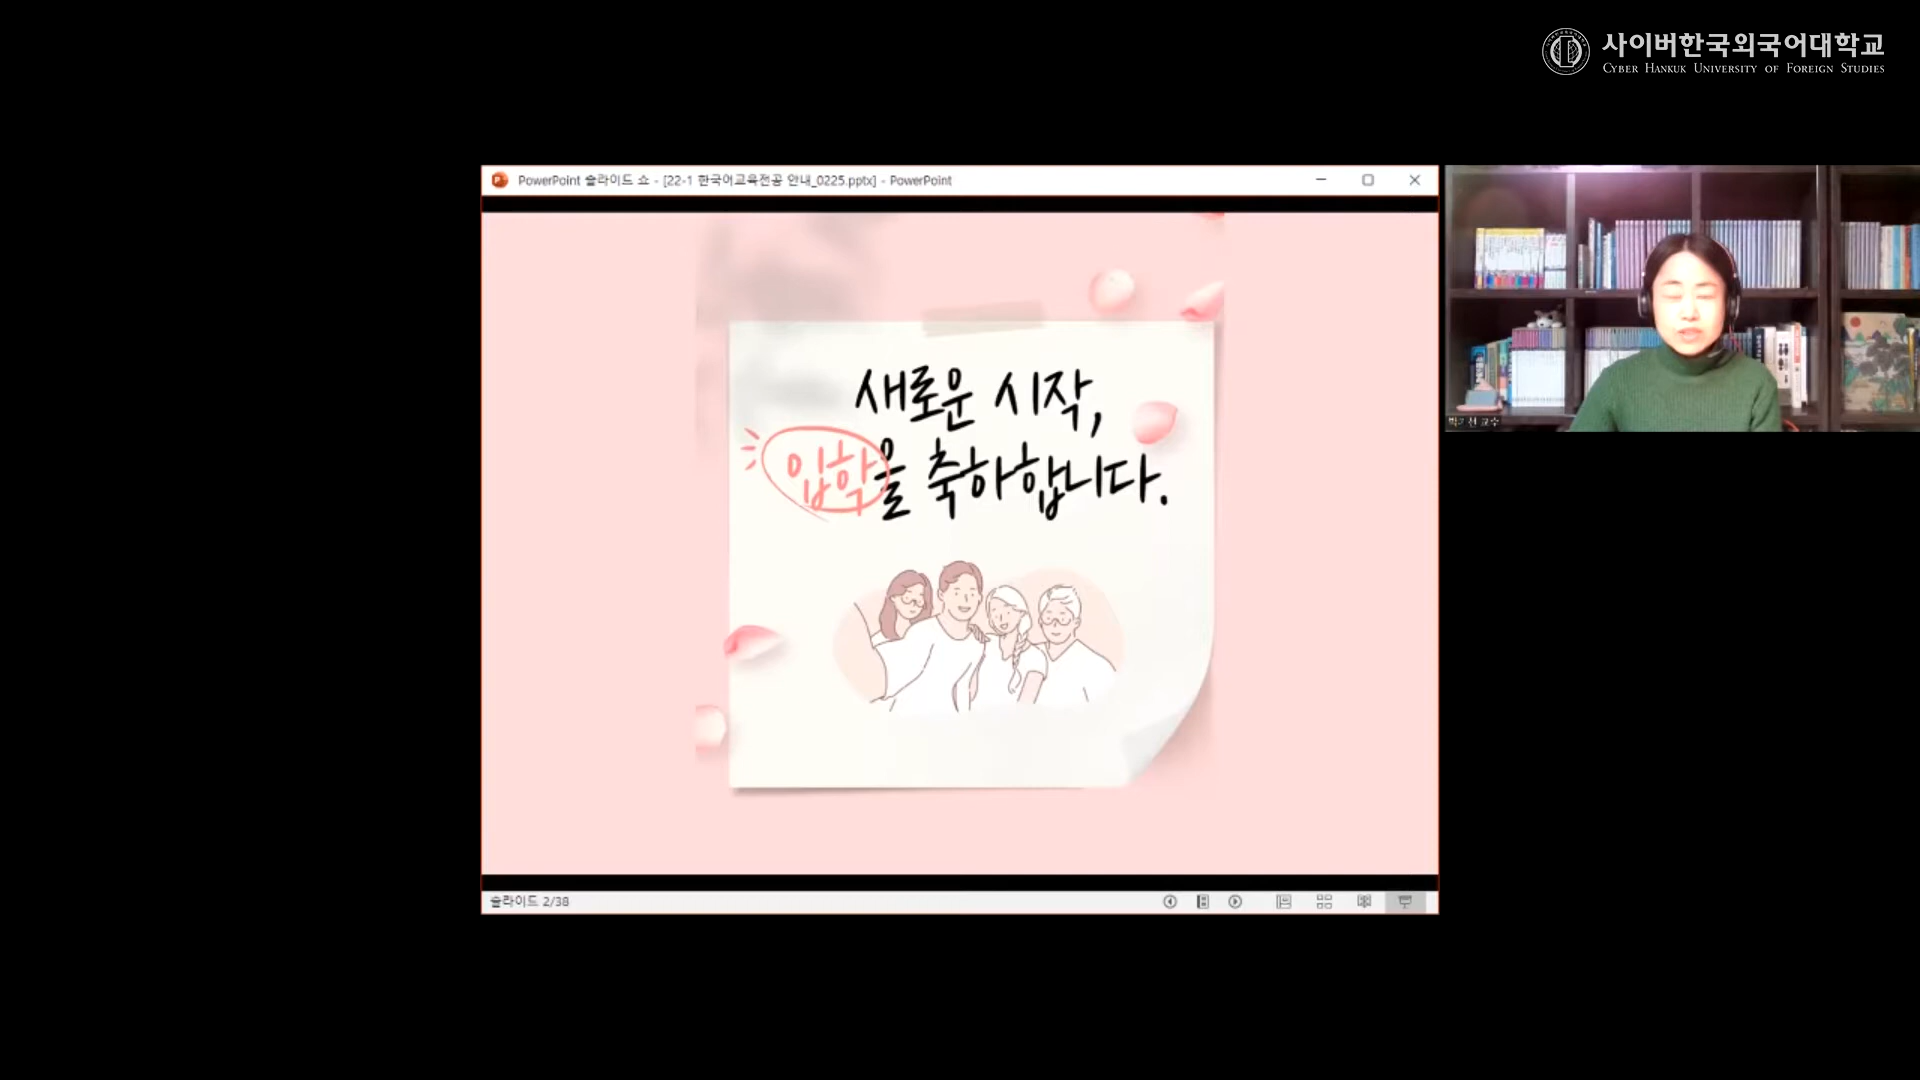 사이버한국외국어대학교
CYBER HANKUK UNIVERSITY OF FOREIGN STUDIES
PowerPoint 슬라이드 쇼 - [22-1 한국어교육전공 안내_0225.pptx] - PowerPoint
새로운 시작,
입학을 축하합니다.
교수
슬라이드 2/38